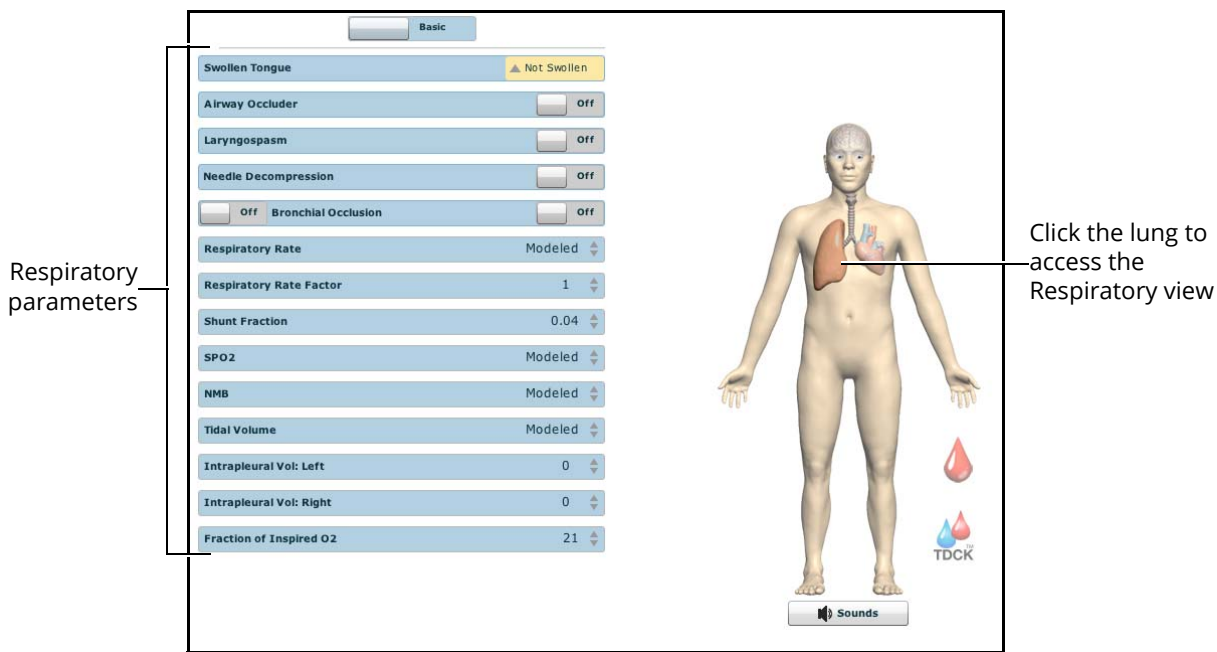 Basic
Swollen Tongue ▲ Not Swollen
Airway Occluder Off
Laryngospasm Off
Needle Decompression Off
Off Bronchial Occlusion Off
Respiratory Rate Modeled
Respiratory Rate Factor 1
Shunt Fraction 0.04
SPO2 Modeled
NMB Modeled
Tidal Volume Modeled
Intrapleural Vol: Left 0
Intrapleural Vol: Right 0
Fraction of Inspired O2 21
Respiratory
parameters
Click the lung to
access the
Respiratory view
TDCK™
Sounds